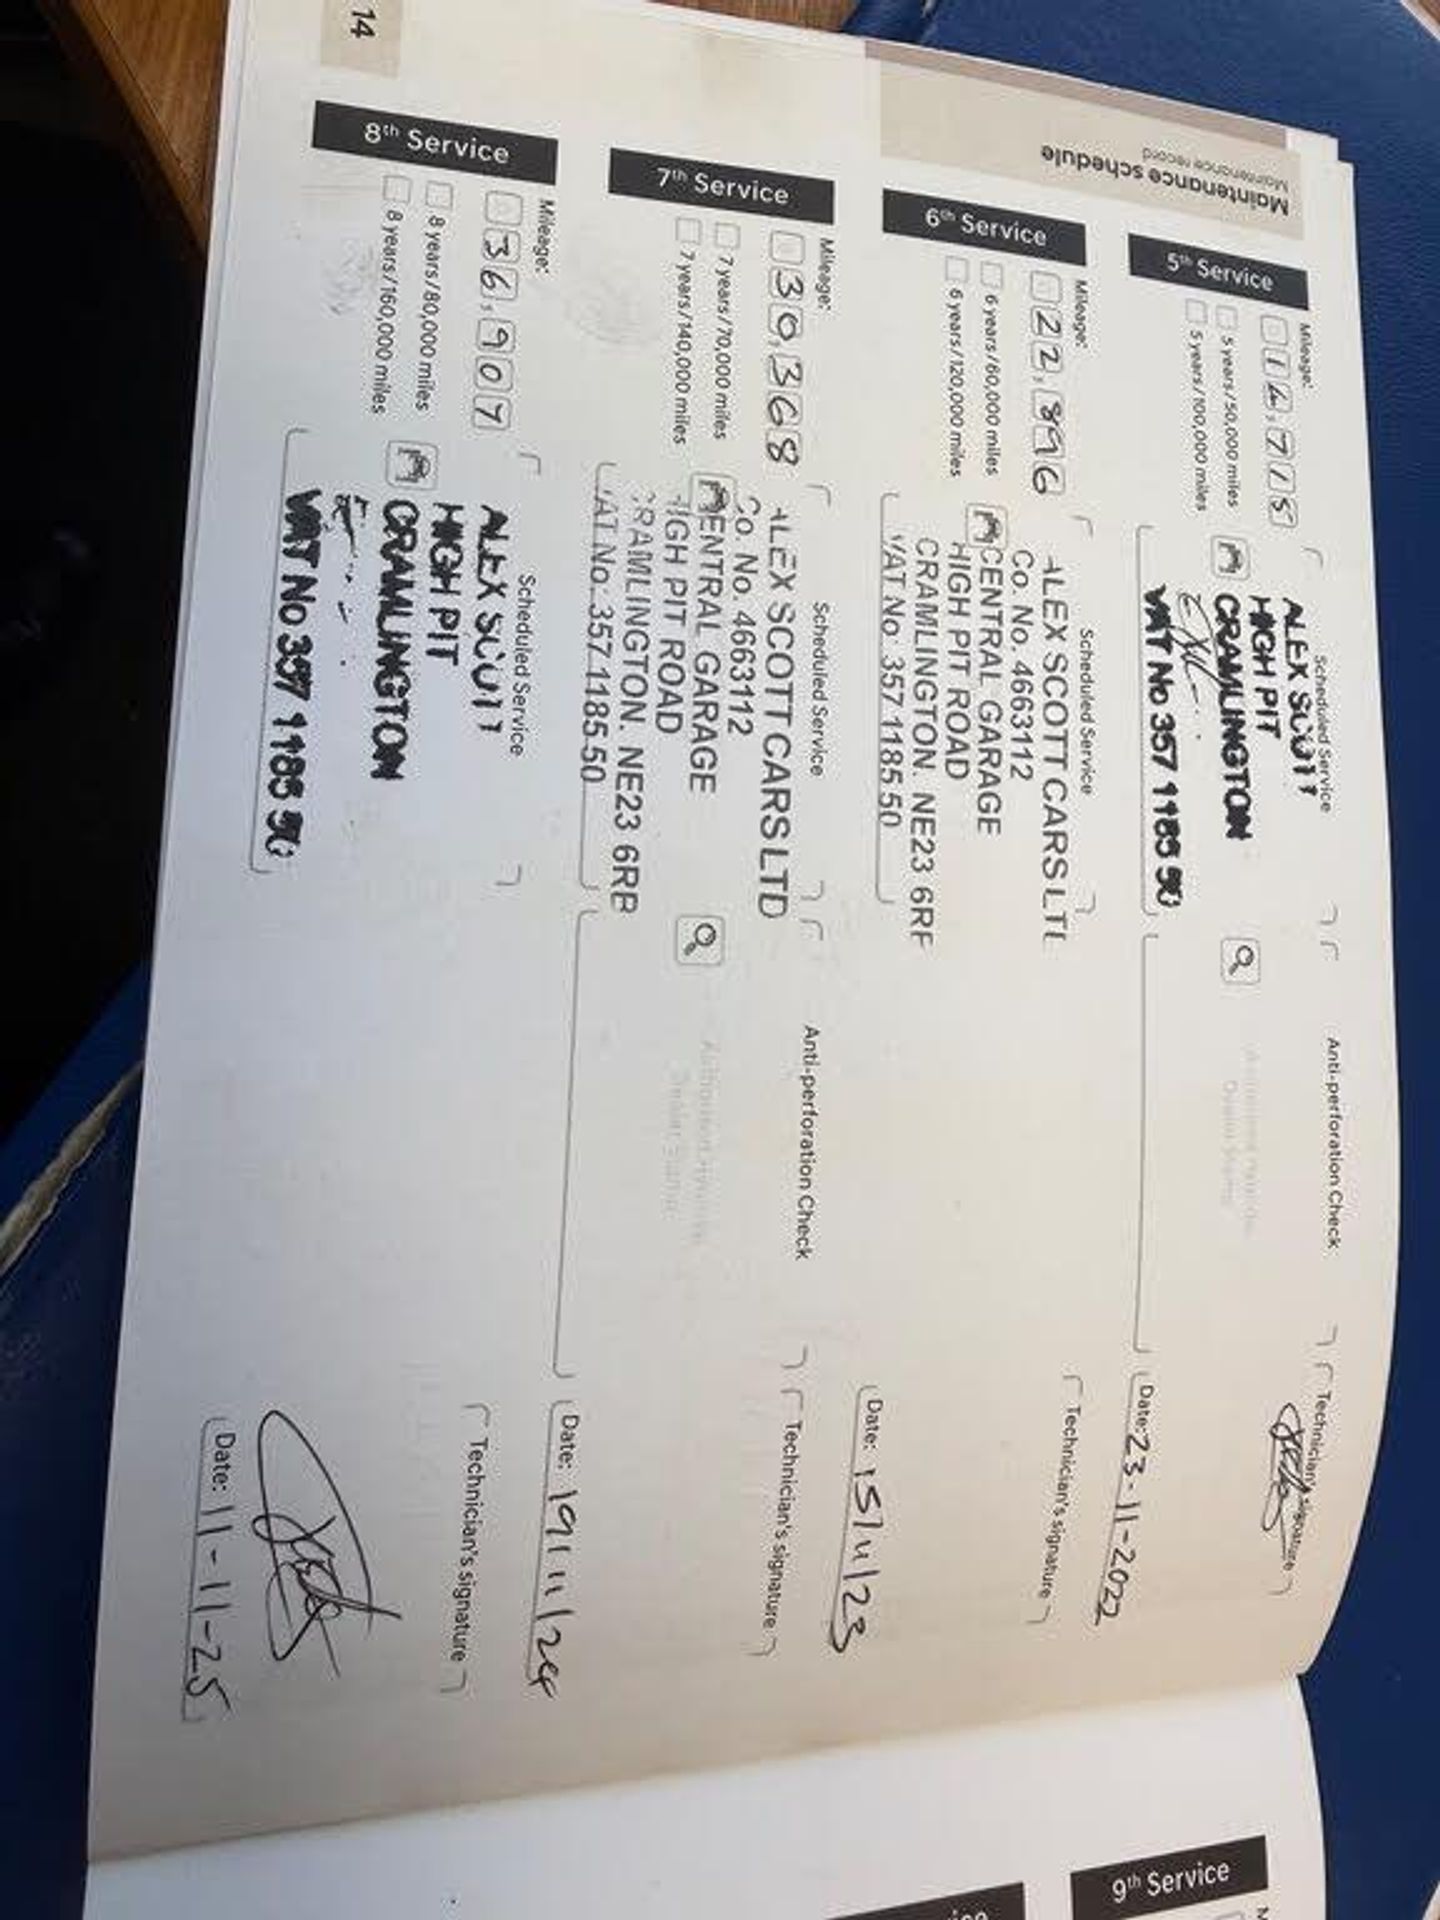 Maintenance schedule
Maintenance record
5th Service
Mileage:
16,715
5 years/50,000 miles
5 years/100,000 miles
Scheduled Service
ALEX SCOTT
HIGH PIT
CRAMLINGTON
VAT No 357 1185 50
Anti-perforation Check
Technician's signature
Date: 23-11-2022
6th Service
Mileage:
22,896
6 years/60,000 miles
6 years/120,000 miles
Scheduled Service
ALEX SCOTT CARS LT
Co. No. 4663112
CENTRAL GARAGE
HIGH PIT ROAD
CRAMLINGTON. NE23 6RF
VAT No. 357 1185 50
Technician's signature
Date: 15/11/23
7th Service
Mileage:
30,368
7 years/70,000 miles
7 years/140,000 miles
Scheduled Service
ALEX SCOTT CARS LTD
Co. No. 4663112
CENTRAL GARAGE
HIGH PIT ROAD
CRAMLINGTON. NE23 6RB
VAT No: 357 1185 50
Anti-perforation Check
Technician's signature
Date: 19/11/24
8th Service
Mileage:
36,907
8 years/80,000 miles
8 years/160,000 miles
Scheduled Service
ALEX SCOTT
HIGH PIT
CRAMLINGTON
VAT No 357 1185 50
Technician's signature
Date: 11-11-25
14
9th Service